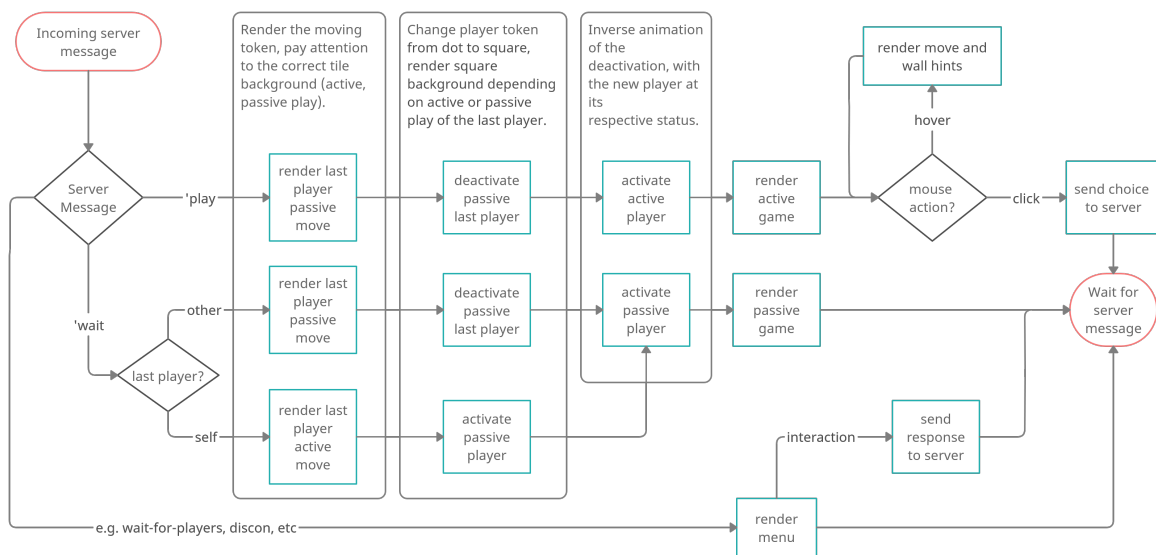 Incoming server
message
Render the moving
token, pay attention
to the correct tile
background (active,
passive play).
Change player token
from dot to square,
render square
background depending
on active or passive
play of the last player.
Inverse animation
of the
deactivation, with
the new player at
its
respective status.
render move and
wall hints
hover
Server
Message
'play
render last
player
passive
move
deactivate
passive
last player
activate
active
player
render
active
game
mouse
action?
click
send choice
to server
'wait
other
render last
player
passive
move
deactivate
passive
last player
activate
passive
player
render
passive
game
Wait for
server
message
last player?
self
render last
player
active
move
activate
passive
player
interaction
send
response
to server
e.g. wait-for-players, discon, etc
render
menu